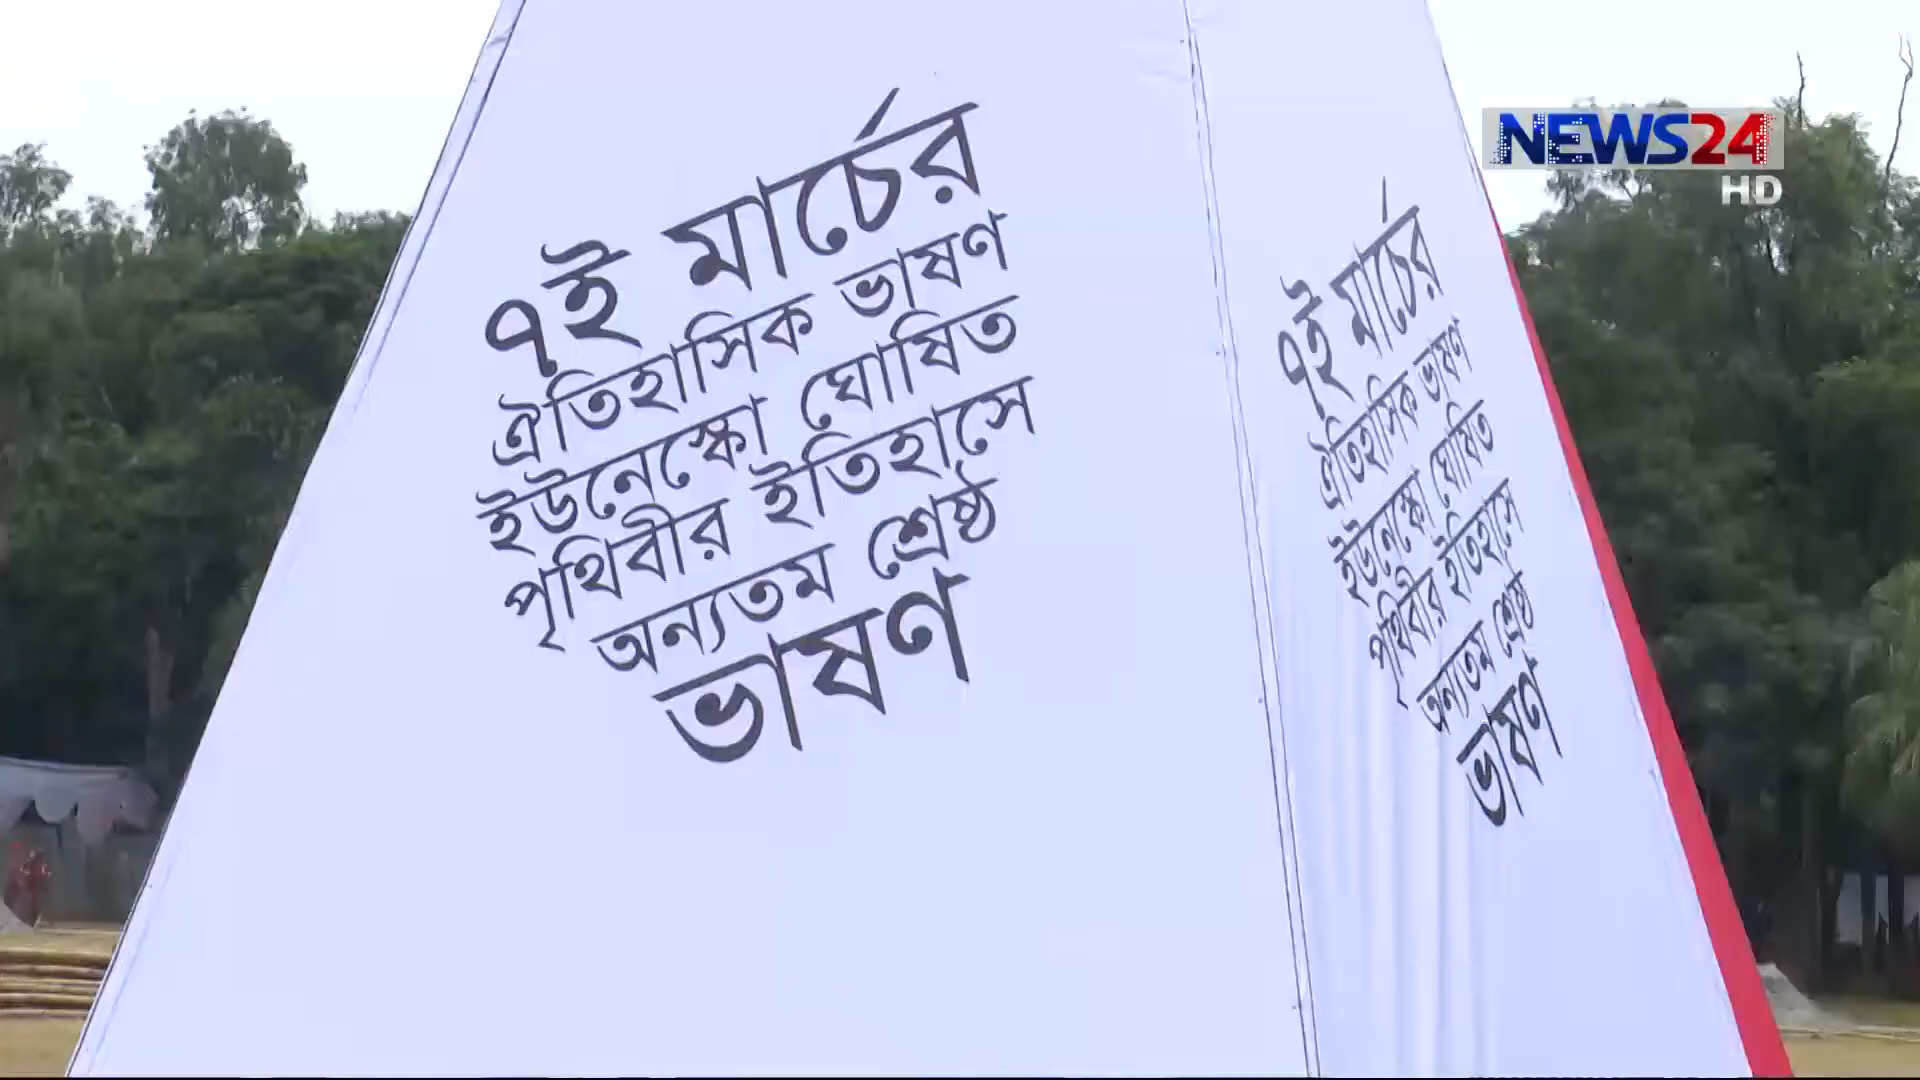 ৭ই মার্চের
ঐতিহাসিক ভাষণ
ইউনেস্কো ঘোষিত
পৃথিবীর ইতিহাসে
অন্যতম শ্রেষ্ঠ
ভাষণ
NEWS24
HD
৭ই মার্চের
ঐতিহাসিক ভাষণ
ইউনেস্কো ঘোষিত
পৃথিবীর ইতিহাসে
অন্যতম শ্রেষ্ঠ
ভাষণ